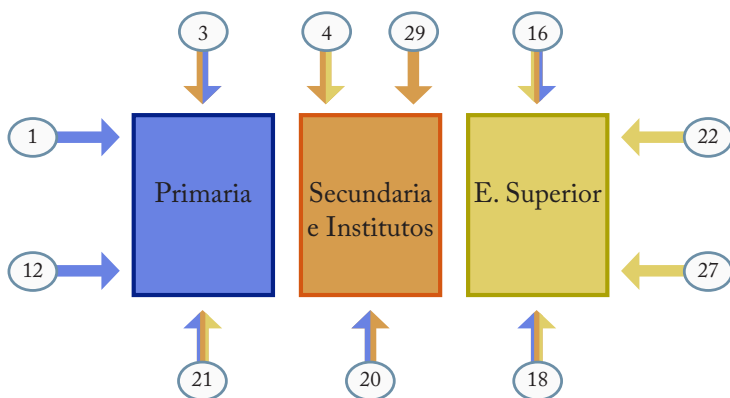 3
4
29
16
1
22
Primaria
Secundaria
e Institutos
E. Superior
12
27
21
20
18